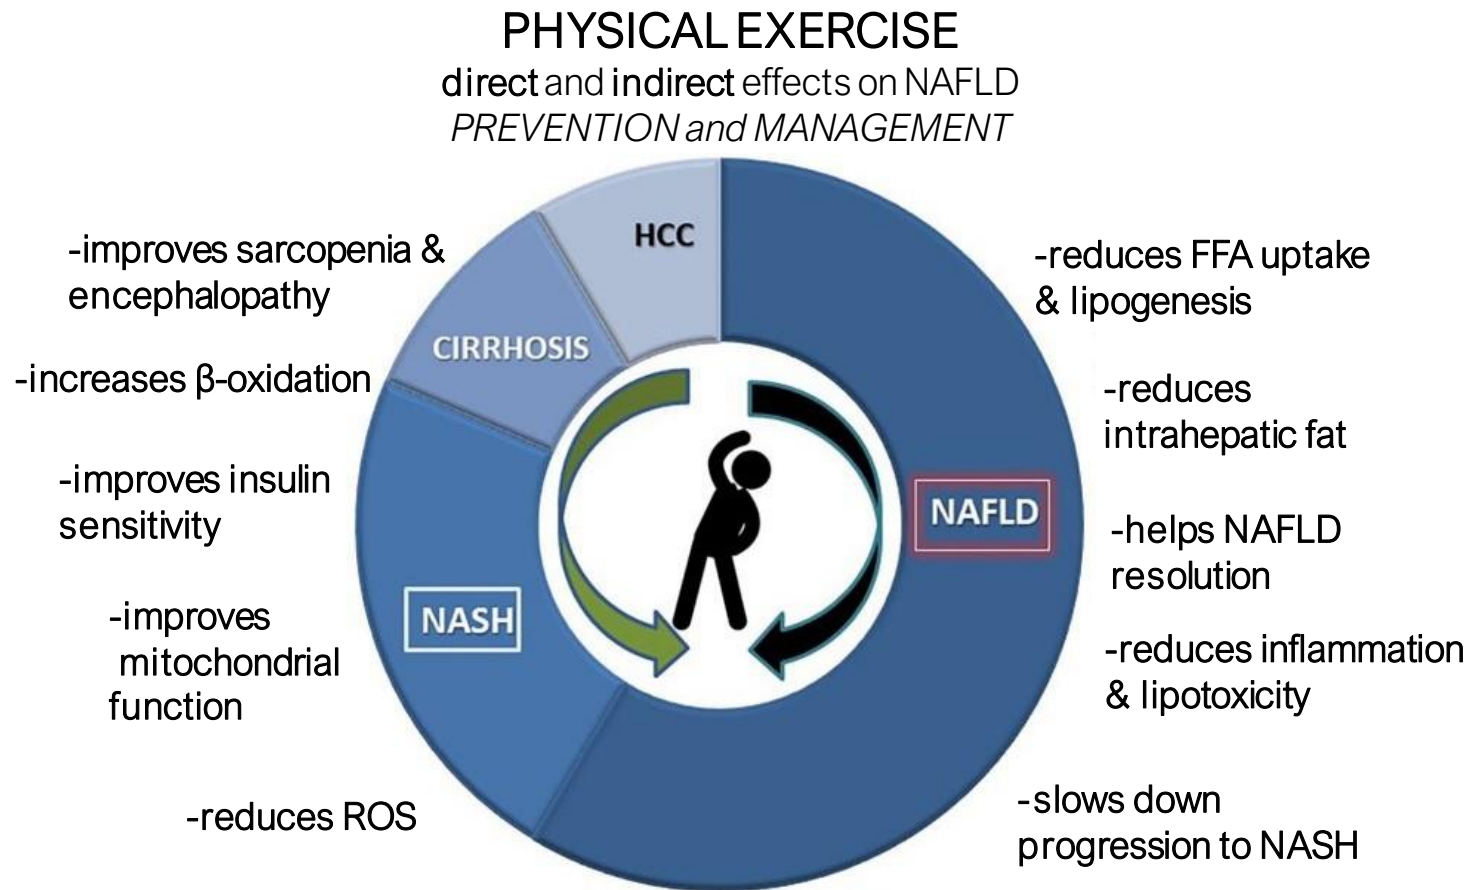 PHYSICAL EXERCISE
direct and indirect effects on NAFLD
PREVENTION and MANAGEMENT
HCC
CIRRHOSIS
NASH
NAFLD
-improves sarcopenia &
encephalopathy
-increases β-oxidation
-improves insulin
sensitivity
-improves
mitochondrial
function
-reduces ROS
-reduces FFA uptake
& lipogenesis
-reduces
intrahepatic fat
-helps NAFLD
resolution
-reduces inflammation
& lipotoxicity
-slows down
progression to NASH